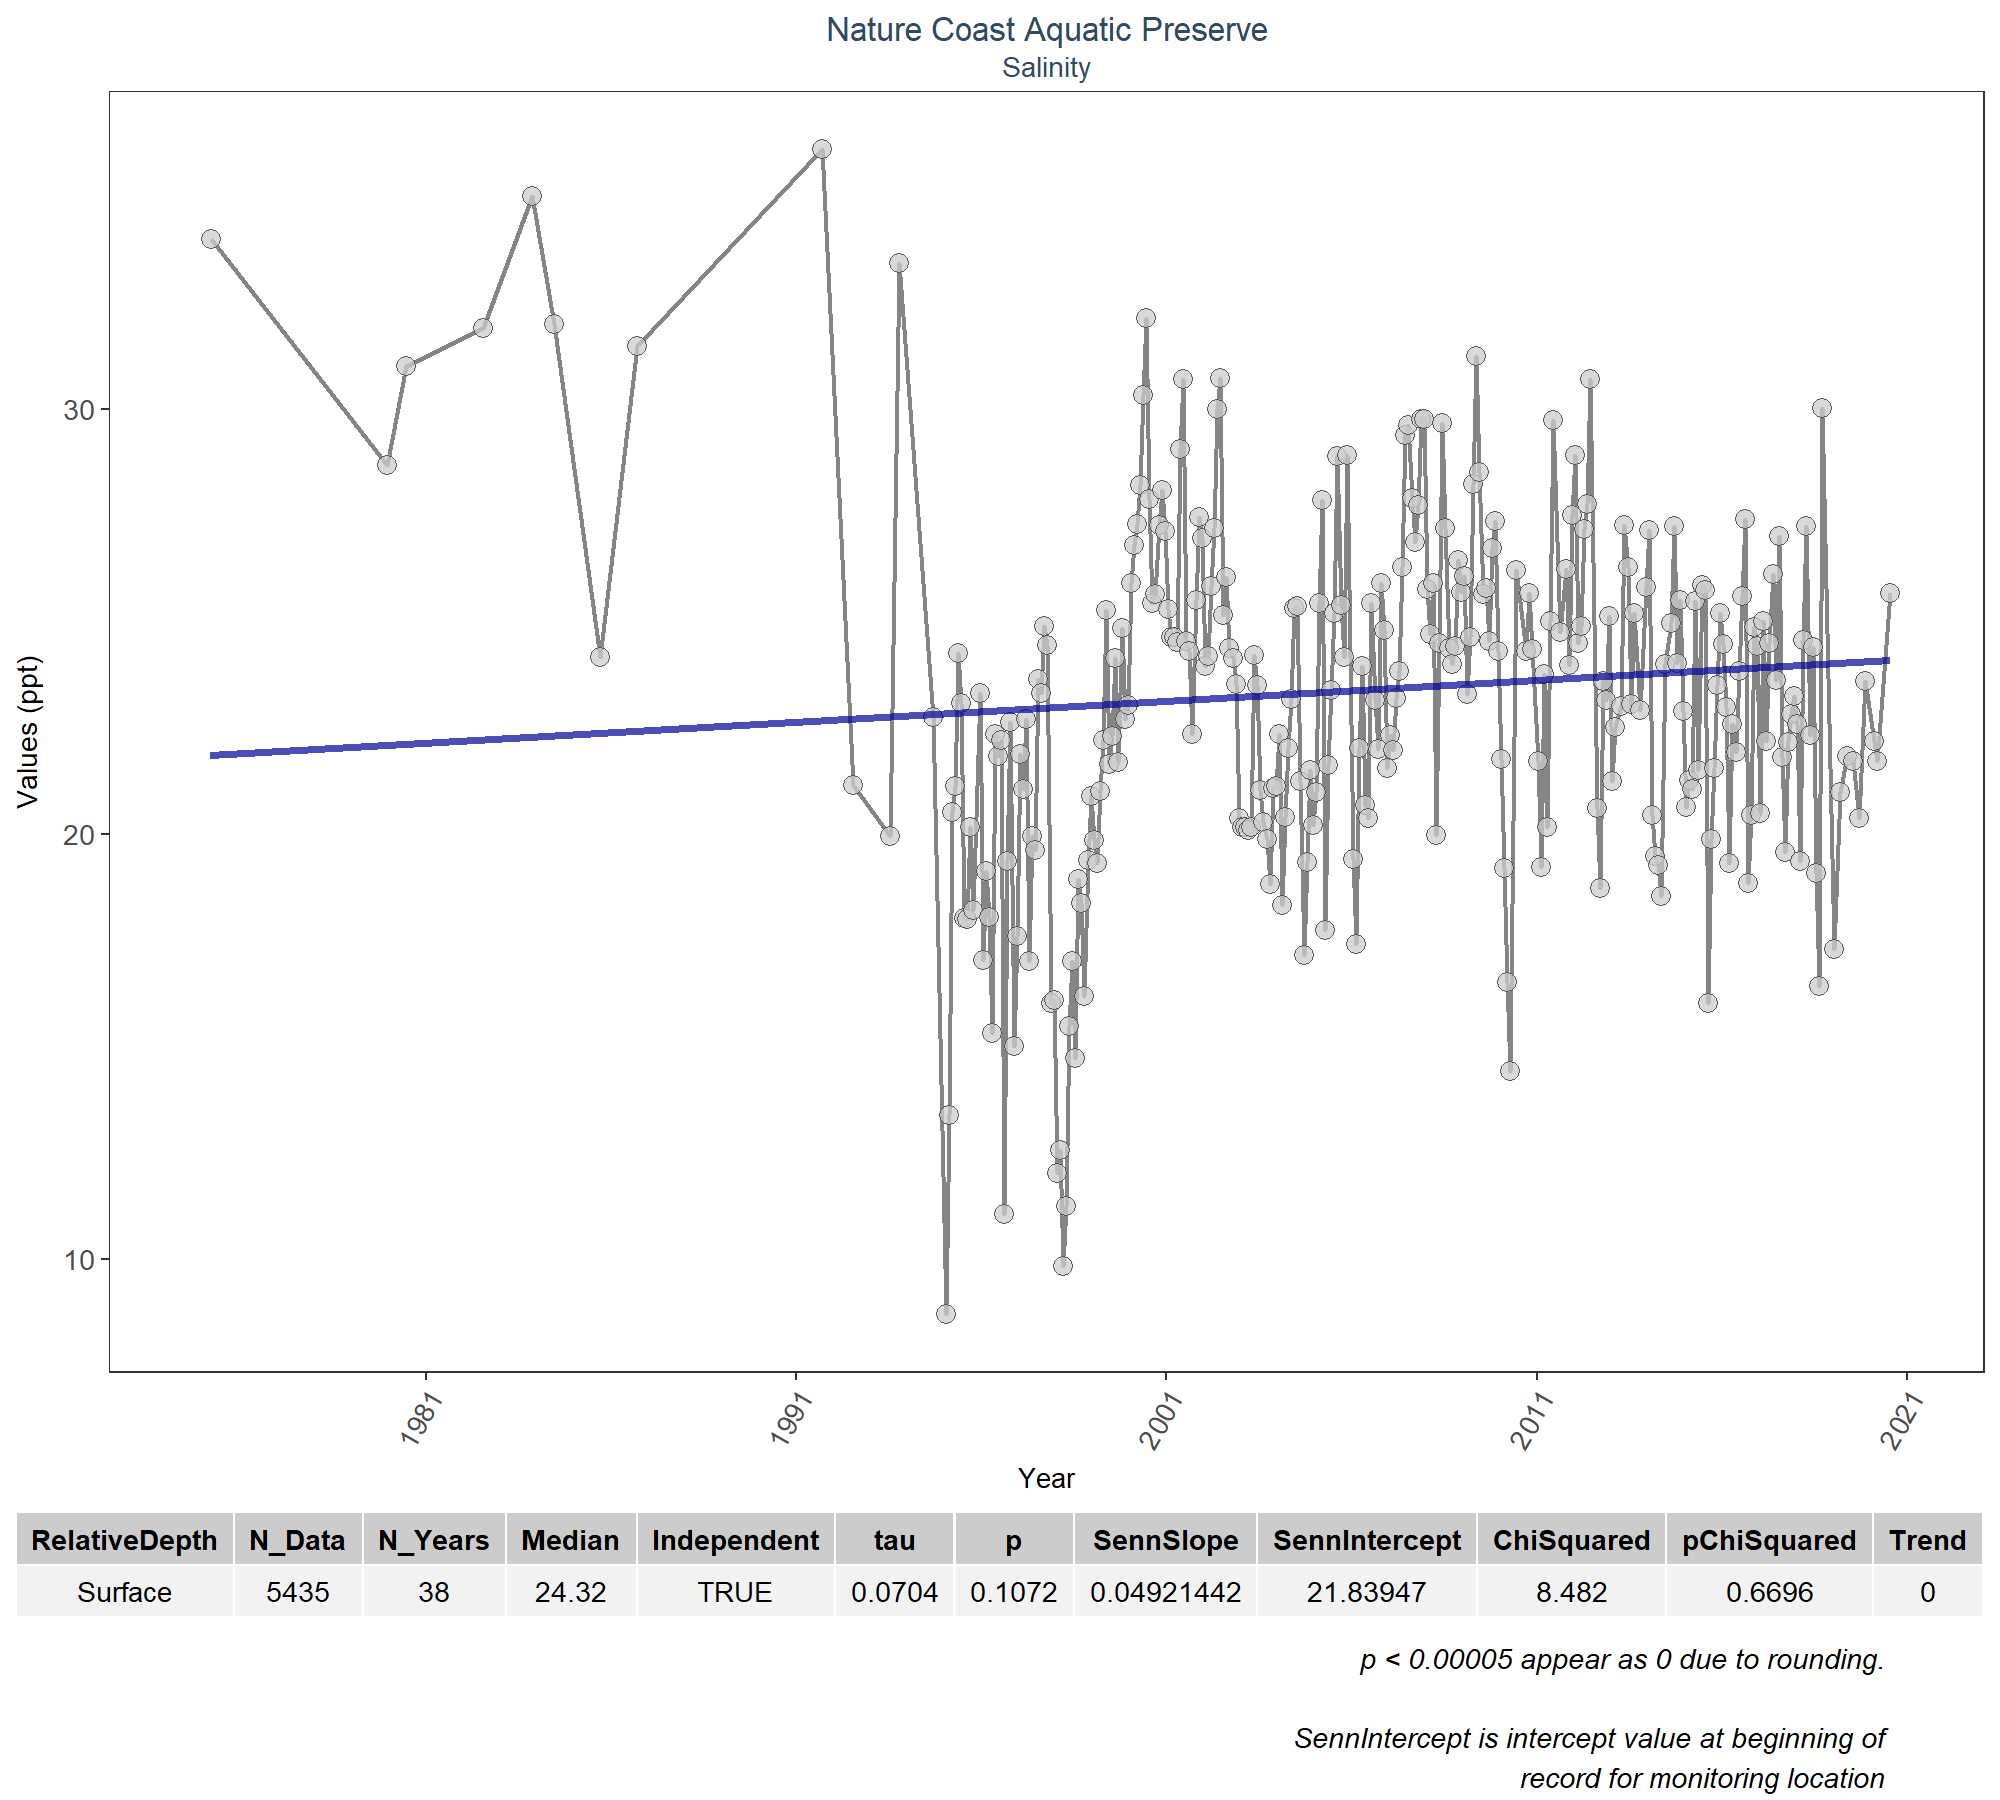 Nature Coast Aquatic Preserve
Salinity
Values (ppt)
30
20
10
1981
1991
2001
2011
2021
Year
RelativeDepth N_Data N_Years Median Independent tau p SennSlope SennIntercept ChiSquared pChiSquared Trend
Surface 5435 38 24.32 TRUE 0.0704 0.1072 0.04921442 21.83947 8.482 0.6696 0
p < 0.00005 appear as 0 due to rounding.
SennIntercept is intercept value at beginning of
record for monitoring location